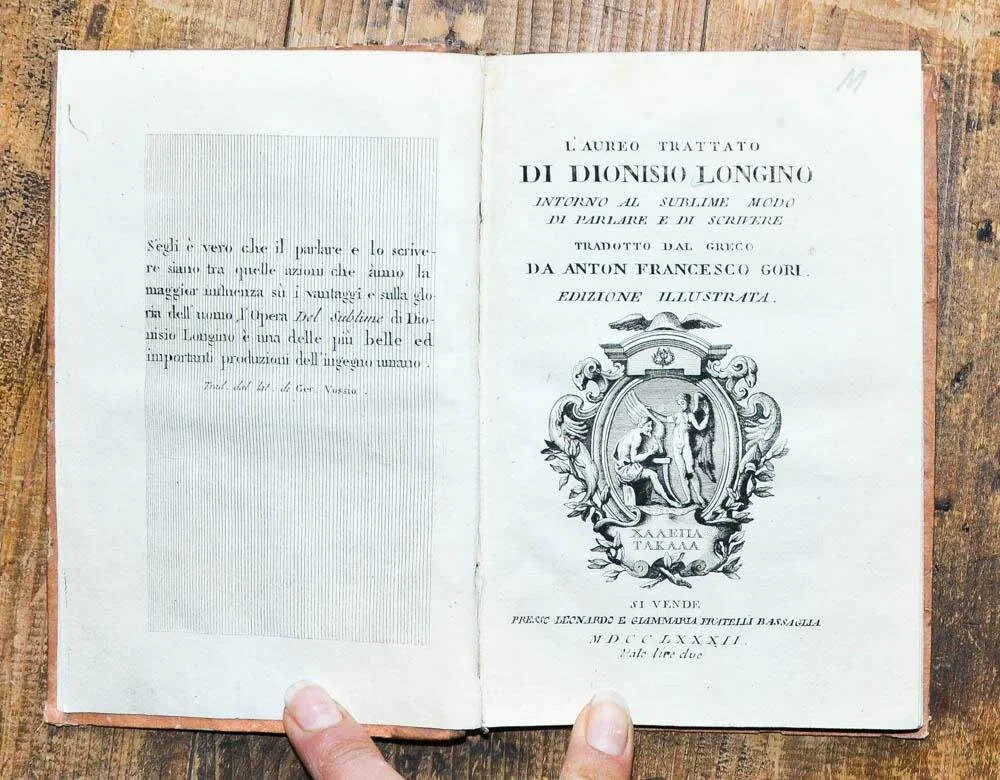 S'egli è vero che il parlare e lo scrive-
re siano tra quelle azioni che ànno la
maggior influenza sù i vantaggi e sulla glo-
ria dell'uomo, l'Opera Del Sublime di Dio-
nisio Longino è una delle più belle ed
importanti produzioni dell'ingegno umano.
Trad. dal lat. di Ger. Vossio.
M
L'AUREO TRATTATO
DI DIONISIO LONGINO
INTORNO AL SUBLIME MODO
DI PARLARE E DI SCRIVERE
TRADOTTO DAL GRECO
DA ANTON FRANCESCO GORI.
EDIZIONE ILLUSTRATA.
ΧΑΛΕΠΑ
ΤΑΚΑΛΑ
SI VENDE
PRESSO LEONARDO E GIAMMARIA FRATELLI BASSAGLIA
MDCCLXXXII.
Vale lire due